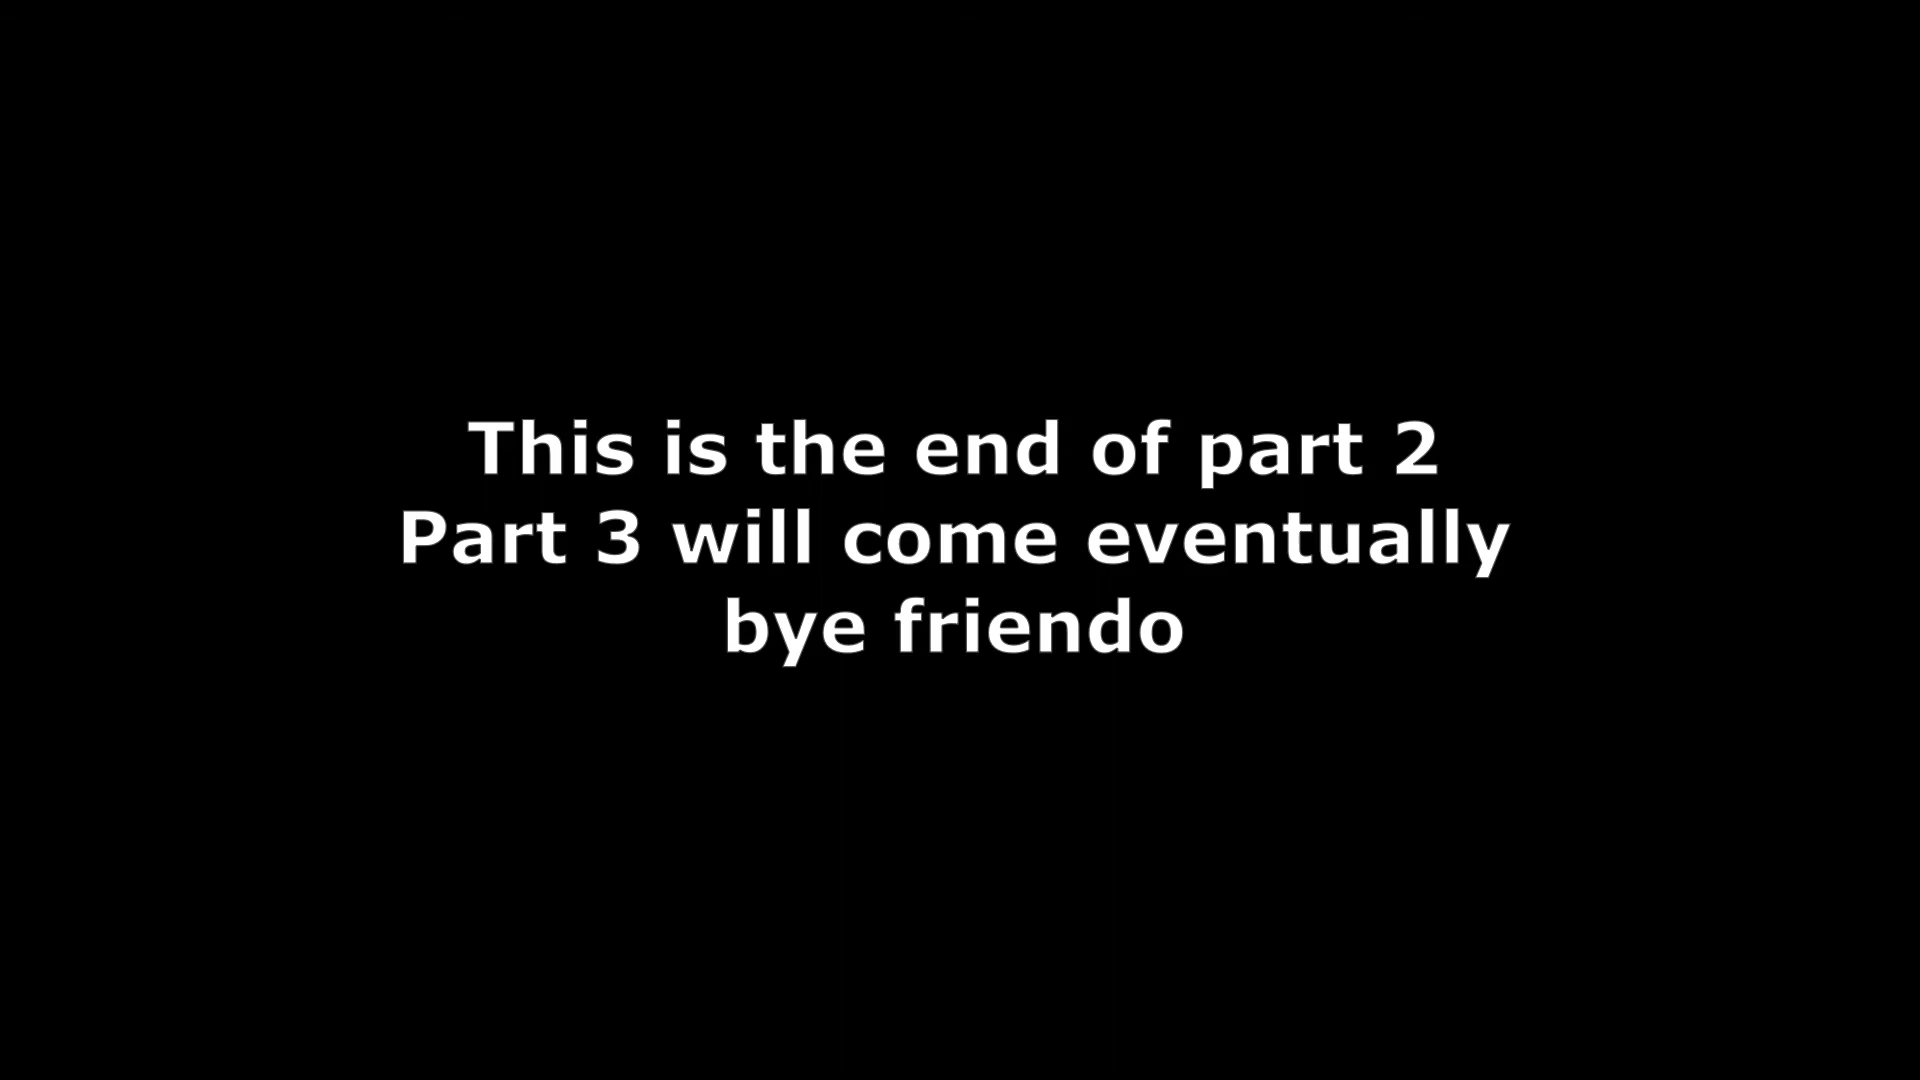 This is the end of part 2
Part 3 will come eventually
bye friendo